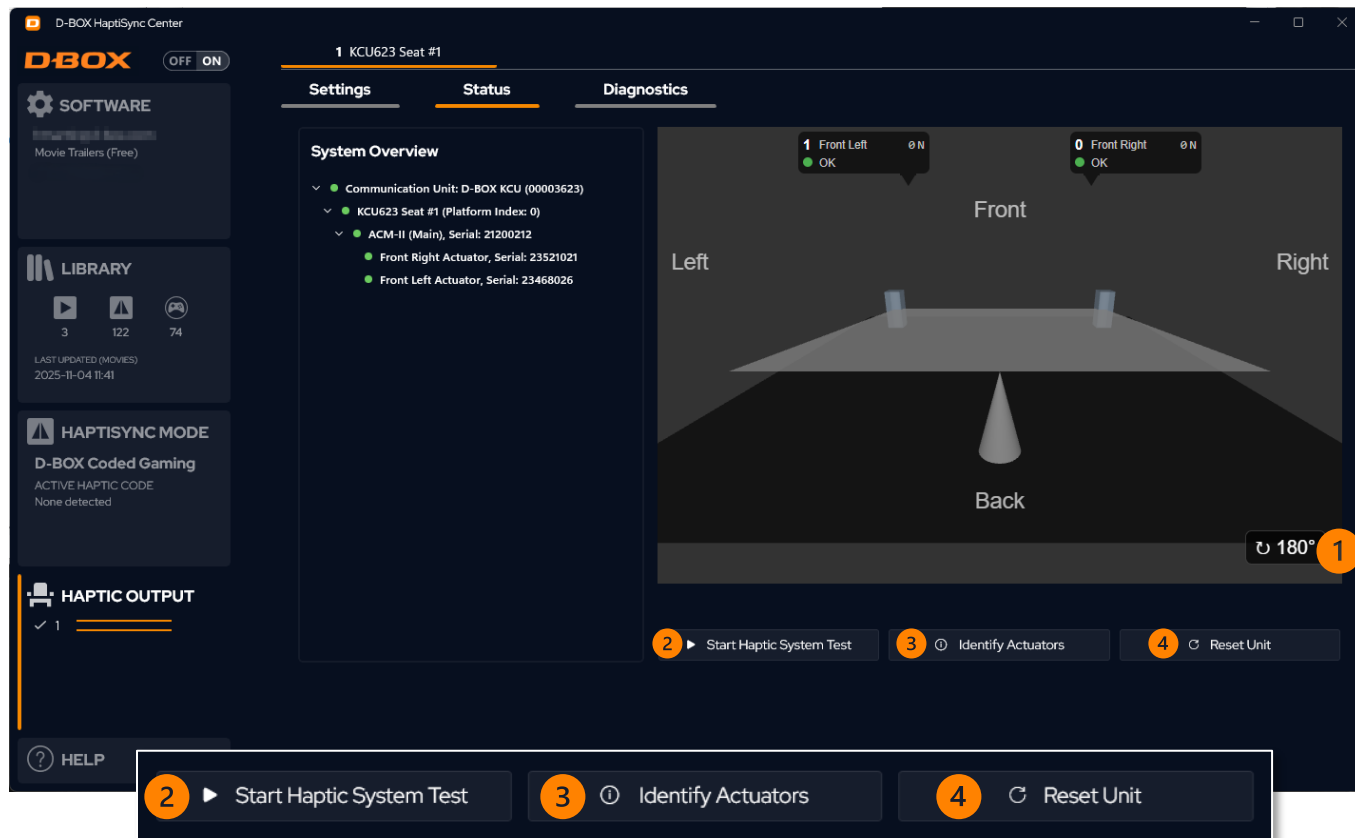 D-BOX HaptiSync Center
D-BOX
OFF ON
SOFTWARE
Movie Trailers (Free)
LIBRARY
3 122 74
LAST UPDATED (MOVIES)
2025-11-04 11:41
HAPTISYNC MODE
D-BOX Coded Gaming
ACTIVE HAPTIC CODE
None detected
HAPTIC OUTPUT
1
HELP
1 KCU623 Seat #1
Settings Status Diagnostics
System Overview
Communication Unit: D-BOX KCU (00003623)
KCU623 Seat #1 (Platform Index: 0)
ACM-II (Main), Serial: 21200212
Front Right Actuator, Serial: 23521021
Front Left Actuator, Serial: 23468026
1 Front Left 0 N
OK
0 Front Right 0 N
OK
Front
Left Right
Back
↻ 180° 1
2 Start Haptic System Test 3 Identify Actuators 4 Reset Unit
2 Start Haptic System Test 3 Identify Actuators 4 Reset Unit